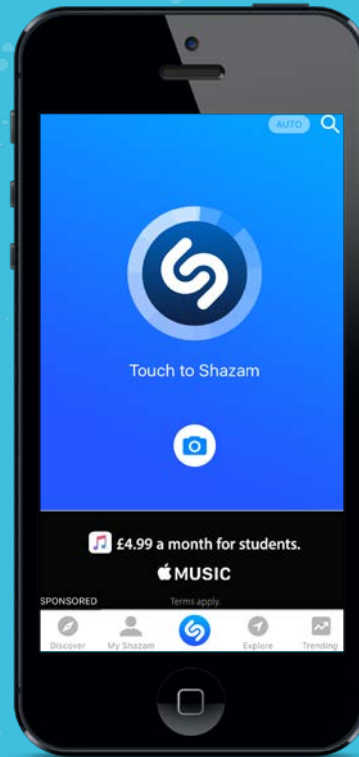 AUTO
Touch to Shazam
£4.99 a month for students.
MUSIC
SPONSORED
Terms apply.
Discover
My Shazam
Explore
Trending